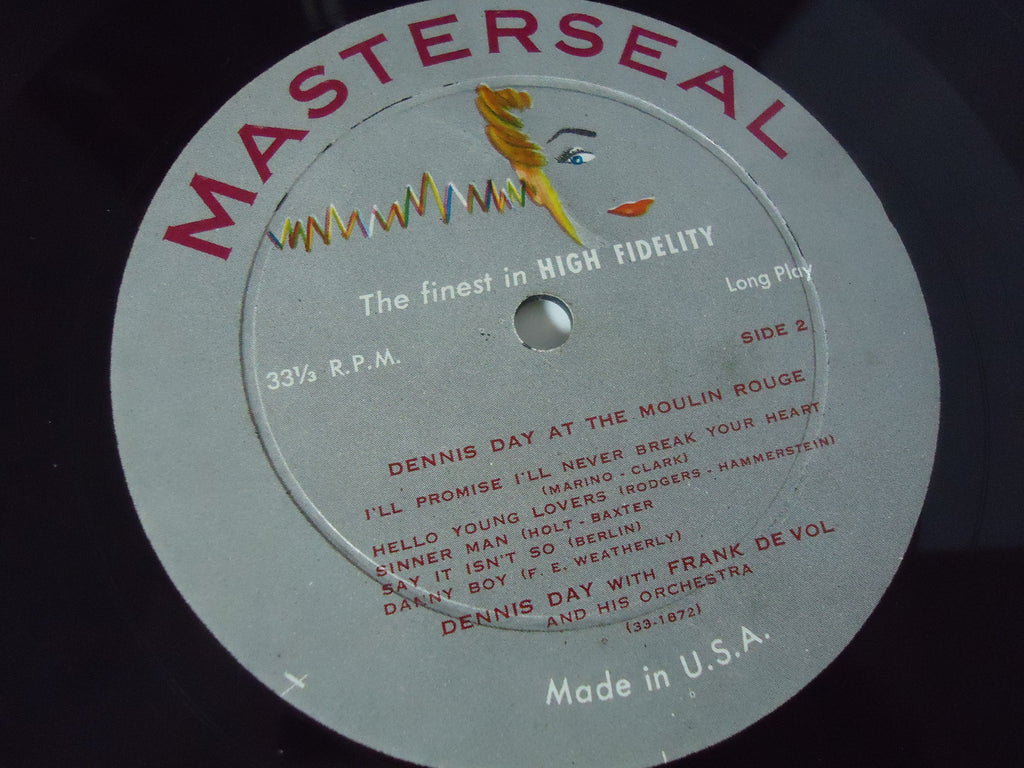 MASTERSEAL
The finest in HIGH FIDELITY
Long Play
33⅓ R.P.M.
SIDE 2
DENNIS DAY AT THE MOULIN ROUGE
I'LL PROMISE I'LL NEVER BREAK YOUR HEART
(MARINO - CLARK)
HELLO YOUNG LOVERS (RODGERS - HAMMERSTEIN)
SINNER MAN (HOLT - BAXTER
SAY IT ISN'T SO (BERLIN)
DANNY BOY (F. E. WEATHERLY)
DENNIS DAY WITH FRANK DE VOL
AND HIS ORCHESTRA
(33-1872)
Made in U.S.A.